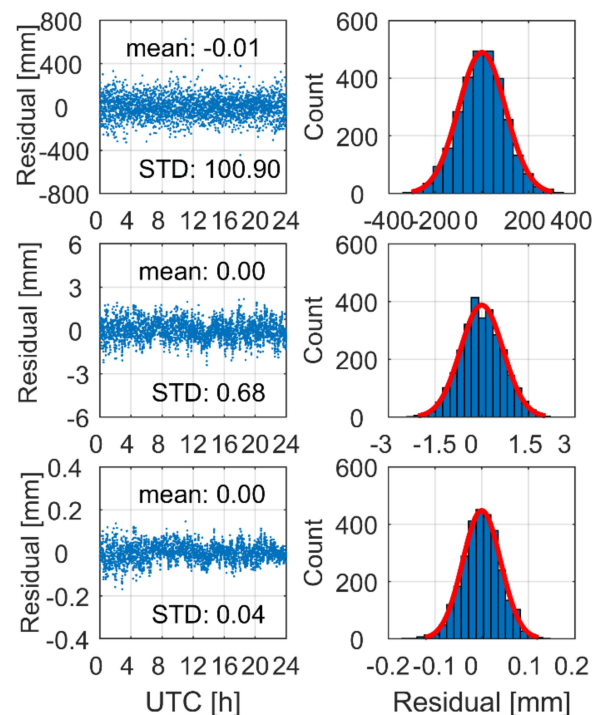 800
400
0
-400
-800
Residual [mm]
mean: -0.01
STD: 100.90
0 4 8 12 16 20 24
600
400
200
0
Count
-400 -200 0 200 400
6
3
0
-3
-6
Residual [mm]
mean: 0.00
STD: 0.68
0 4 8 12 16 20 24
600
400
200
0
Count
-3 -1.5 0 1.5 3
0.4
0.2
0
-0.2
-0.4
Residual [mm]
mean: 0.00
STD: 0.04
0 4 8 12 16 20 24
UTC [h]
600
400
200
0
Count
-0.2 -0.1 0 0.1 0.2
Residual [mm]